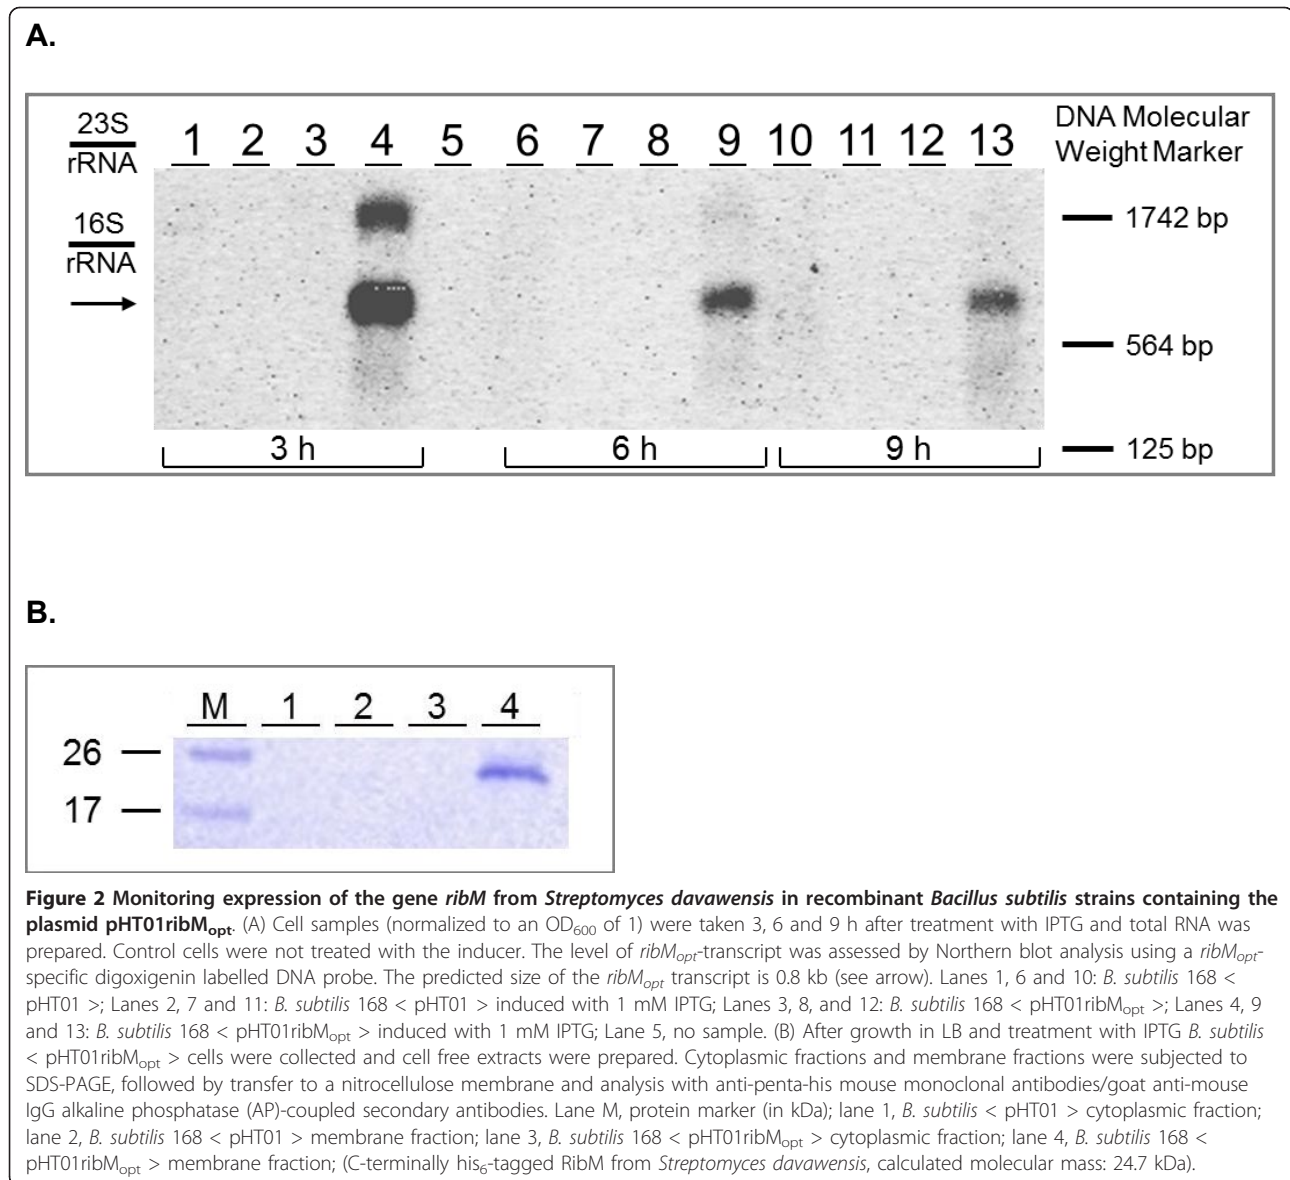 A.
23S
rRNA
1 2 3 4 5 6 7 8 9 10 11 12 13
DNA Molecular
Weight Marker
16S
rRNA
1742 bp
564 bp
125 bp
3 h 6 h 9 h
B.
M 1 2 3 4
26
17
Figure 2 Monitoring expression of the gene ribM from Streptomyces davawensis in recombinant Bacillus subtilis strains containing the
plasmid pHT01ribMopt. (A) Cell samples (normalized to an OD600 of 1) were taken 3, 6 and 9 h after treatment with IPTG and total RNA was
prepared. Control cells were not treated with the inducer. The level of ribMopt-transcript was assessed by Northern blot analysis using a ribMopt-
specific digoxigenin labelled DNA probe. The predicted size of the ribMopt transcript is 0.8 kb (see arrow). Lanes 1, 6 and 10: B. subtilis 168 <
pHT01 >; Lanes 2, 7 and 11: B. subtilis 168 < pHT01 > induced with 1 mM IPTG; Lanes 3, 8, and 12: B. subtilis 168 < pHT01ribMopt >; Lanes 4, 9
and 13: B. subtilis 168 < pHT01ribMopt > induced with 1 mM IPTG; Lane 5, no sample. (B) After growth in LB and treatment with IPTG B. subtilis
< pHT01ribMopt > cells were collected and cell free extracts were prepared. Cytoplasmic fractions and membrane fractions were subjected to
SDS-PAGE, followed by transfer to a nitrocellulose membrane and analysis with anti-penta-his mouse monoclonal antibodies/goat anti-mouse
IgG alkaline phosphatase (AP)-coupled secondary antibodies. Lane M, protein marker (in kDa); lane 1, B. subtilis < pHT01 > cytoplasmic fraction;
lane 2, B. subtilis 168 < pHT01 > membrane fraction; lane 3, B. subtilis 168 < pHT01ribMopt > cytoplasmic fraction; lane 4, B. subtilis 168 <
pHT01ribMopt > membrane fraction; (C-terminally his6-tagged RibM from Streptomyces davawensis, calculated molecular mass: 24.7 kDa).